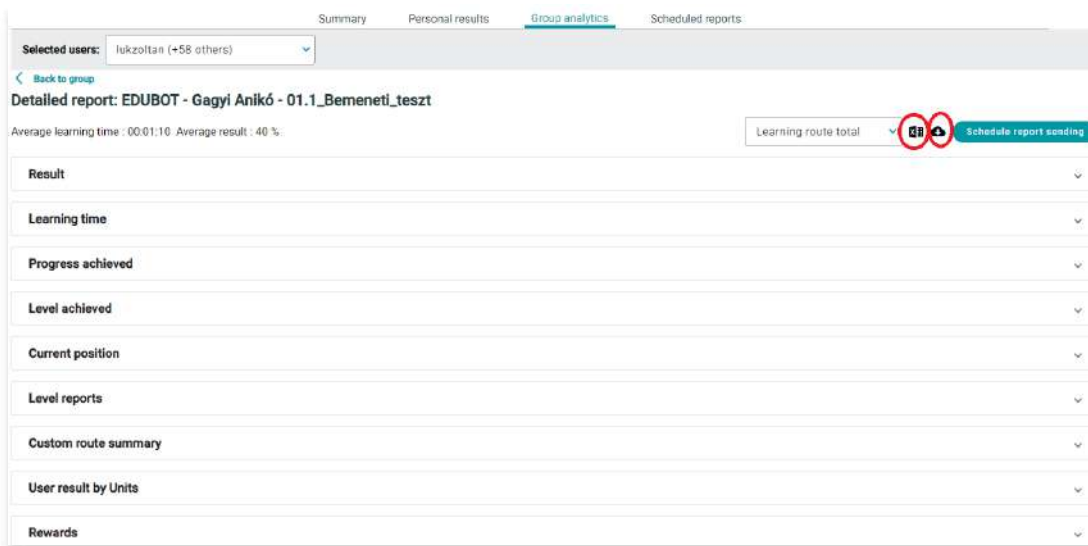 Summary Personal results Group analytics Scheduled reports
Selected users: lukzoltan (+58 others)
Back to group
Detailed report: EDUBOT - Gagyi Anikó - 01.1_Bemeneti_teszt
Average learning time : 00:01:10 Average result : 40 % Learning route total Schedule report sending
Result
Learning time
Progress achieved
Level achieved
Current position
Level reports
Custom route summary
User result by Units
Rewards